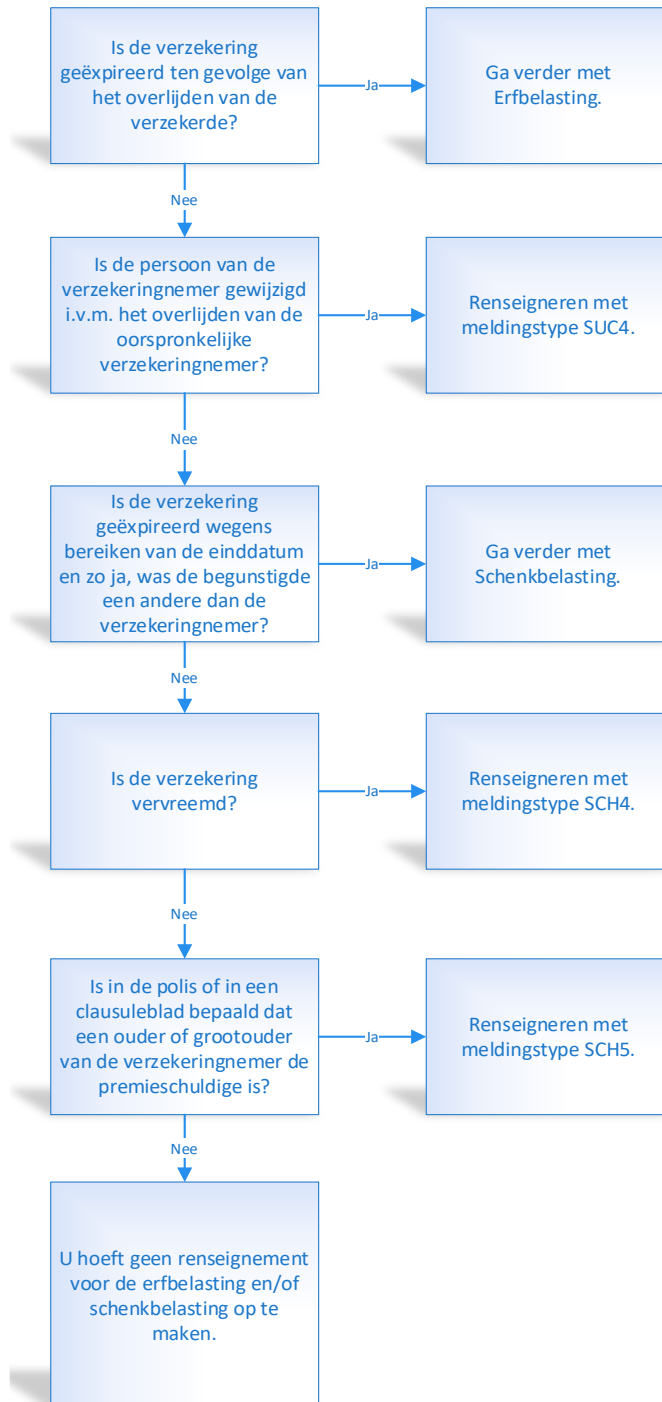 Is de verzekering
geëxpireerd ten gevolge van
het overlijden van de
verzekerde?
Ja
Ga verder met
Erfbelasting.
Nee
Is de persoon van de
verzekeringnemer gewijzigd
i.v.m. het overlijden van de
oorspronkelijke
verzekeringnemer?
Ja
Renseigneren met
meldingstype SUC4.
Nee
Is de verzekering
geëxpireerd wegens
bereiken van de einddatum
en zo ja, was de begunstigde
een andere dan de
verzekeringnemer?
Ja
Ga verder met
Schenkbelasting.
Nee
Is de verzekering
vervreemd?
Ja
Renseigneren met
meldingstype SCH4.
Nee
Is in de polis of in een
clausuleblad bepaald dat
een ouder of grootouder
van de verzekeringnemer de
premieschuldige is?
Ja
Renseigneren met
meldingstype SCH5.
Nee
U hoeft geen renseignement
voor de erfbelasting en/of
schenkbelasting op te
maken.